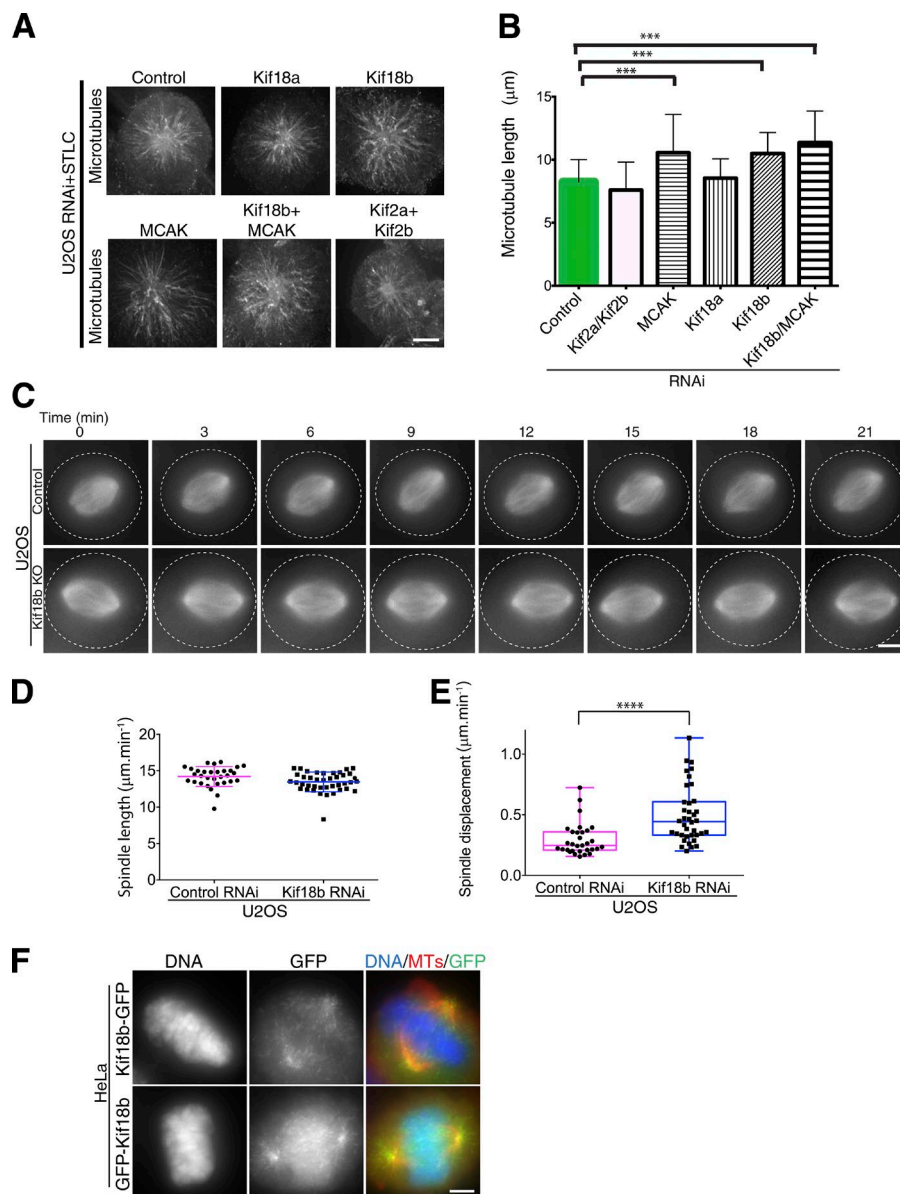 A
U2OS RNAi+STLC
Microtubules
Control
Kif18a
Kif18b
Microtubules
MCAK
Kif18b+
MCAK
Kif2a+
Kif2b
B
Microtubule length (μm)
15
10
5
0
***
***
***
Control
Kif2a/Kif2b
MCAK
Kif18a
Kif18b
Kif18b/MCAK
RNAi
C
Time (min)
0 3 6 9 12 15 18 21
U2OS
Control
Kif18b KO
D
Spindle length (μm.min⁻¹)
20
15
10
5
0
Control RNAi Kif18b RNAi
U2OS
E
Spindle displacement (μm.min⁻¹)
****
1.0
0.5
0.0
Control RNAi Kif18b RNAi
U2OS
F
DNA GFP DNA/MTs/GFP
HeLa
Kif18b-GFP
GFP-Kif18b